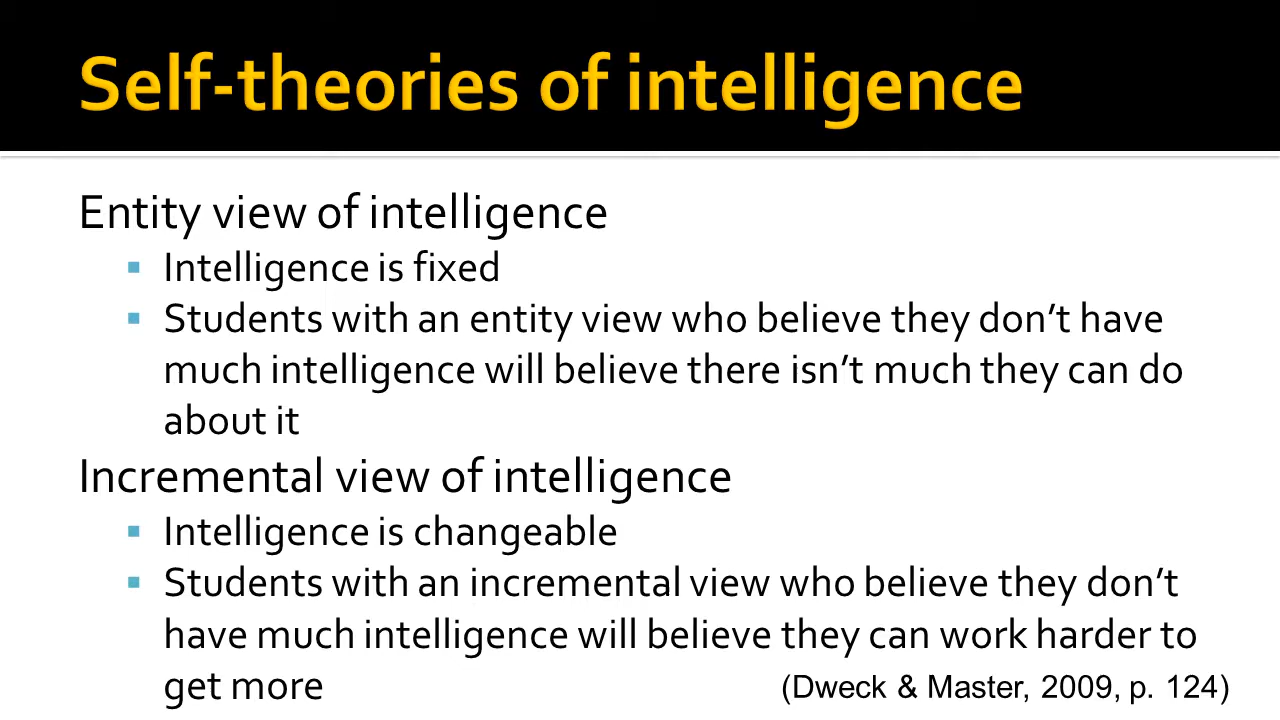 Self-theories of intelligence
Entity view of intelligence
▪ Intelligence is fixed
▪ Students with an entity view who believe they don’t have
much intelligence will believe there isn’t much they can do
about it
Incremental view of intelligence
▪ Intelligence is changeable
▪ Students with an incremental view who believe they don’t
have much intelligence will believe they can work harder to
get more
(Dweck & Master, 2009, p. 124)